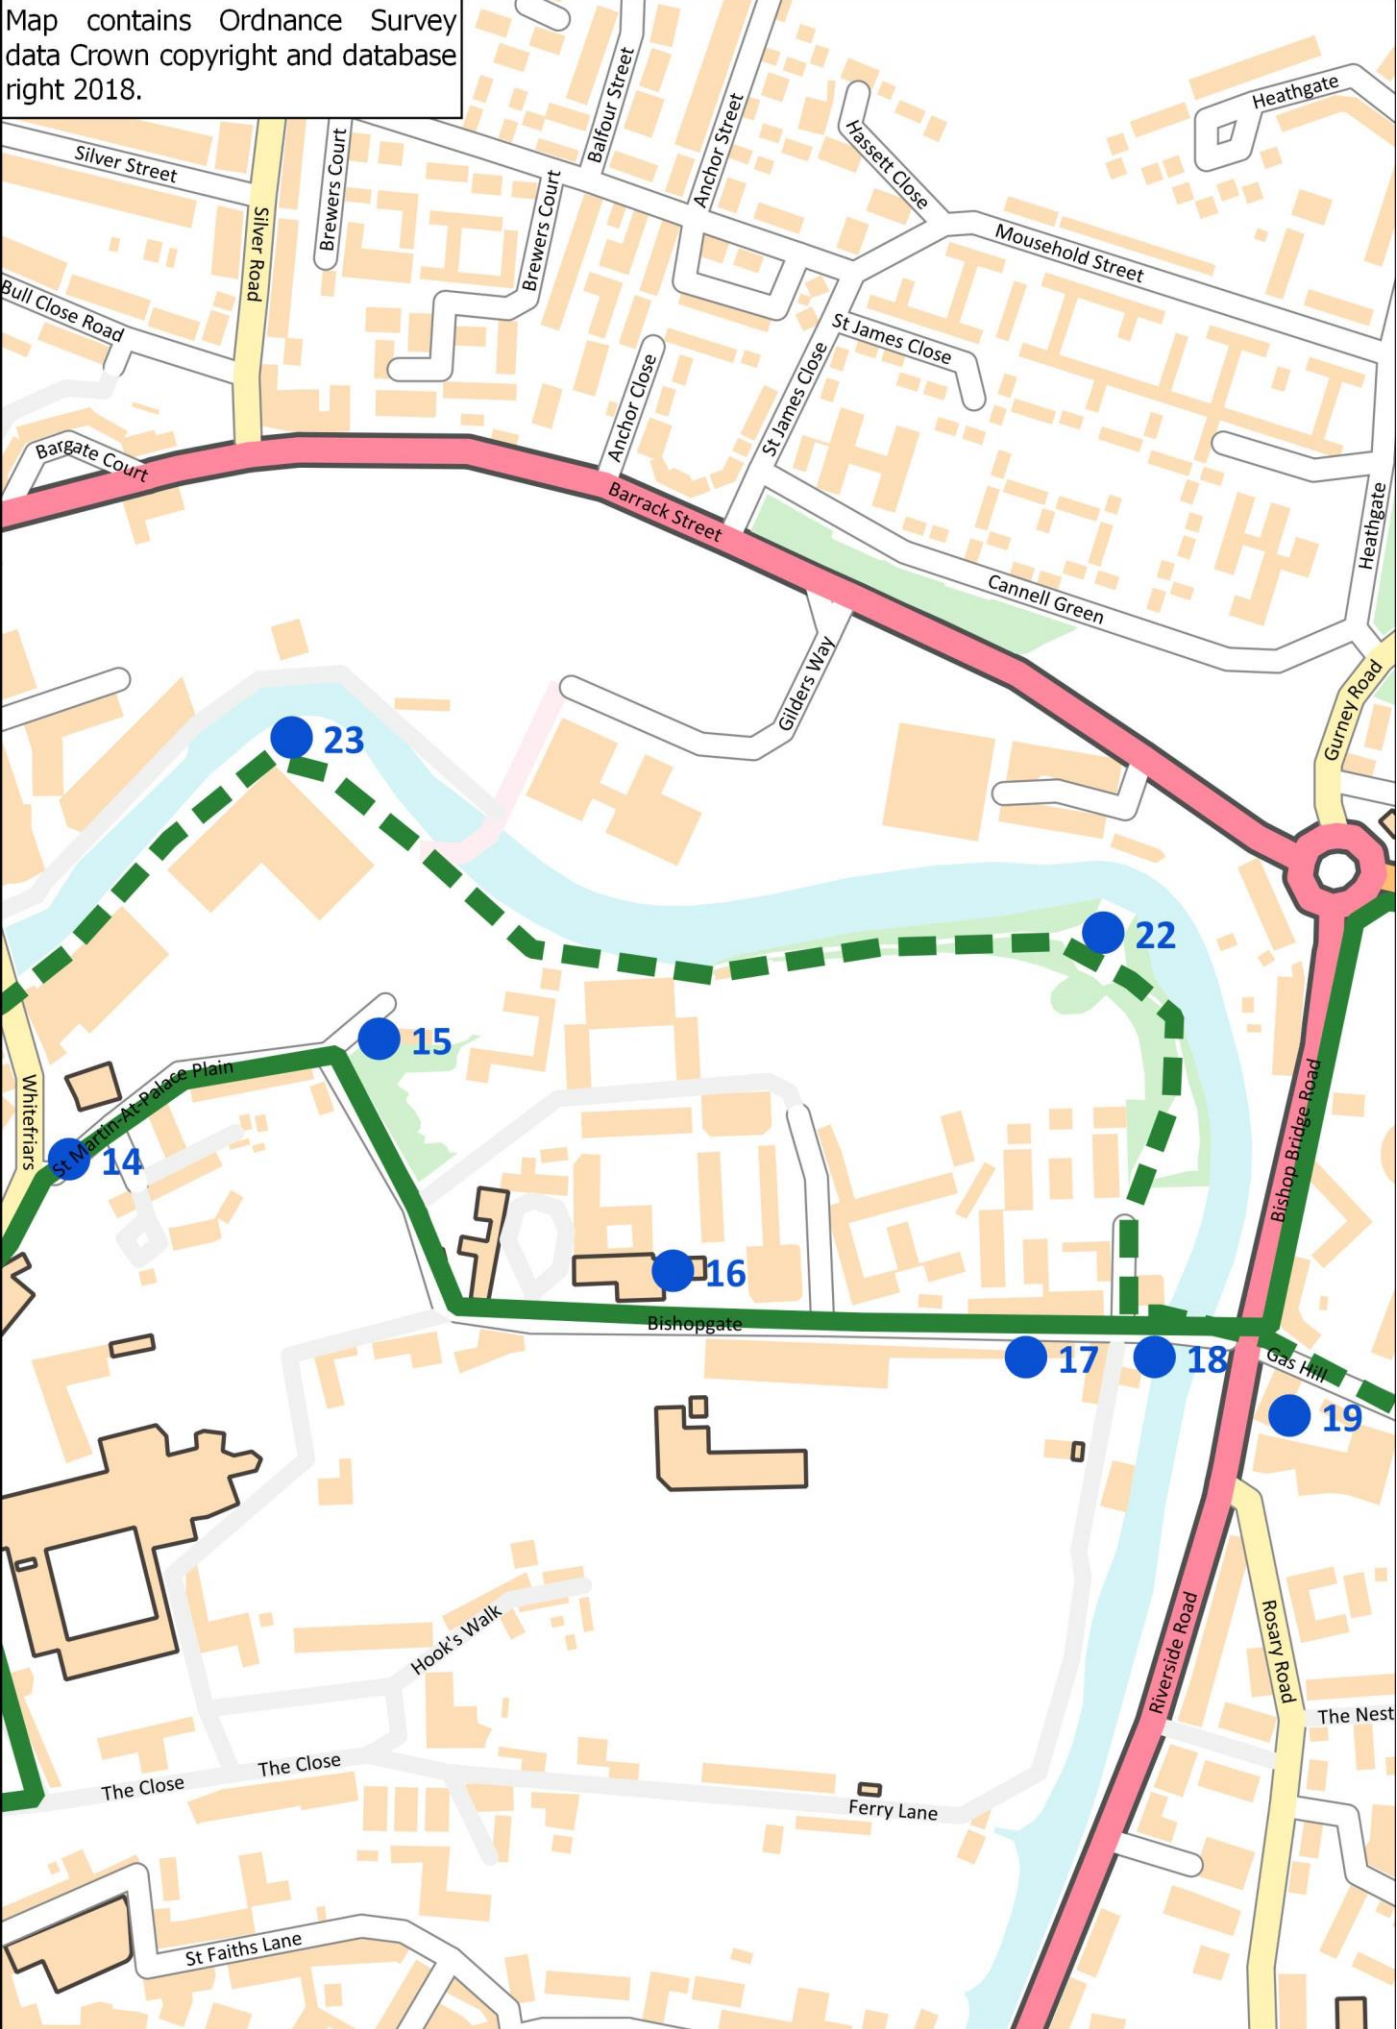 Map contains Ordnance Survey
data Crown copyright and database
right 2018.
Balfour Street
Anchor Street
Heathgate
Hassett Close
Silver Street
Brewers Court
Brewers Court
Silver Road
Mousehold Street
Bull Close Road
St James Close
St James Close
Anchor Close
Bargate Court
Barrack Street
Heathgate
Cannell Green
Gilders Way
Gurney Road
23
22
15
Whitefriars
St Martin-At-Palace Plain
14
Bishop Bridge Road
16
Bishopgate
17
18
Gas Hill
19
Hook's Walk
Riverside Road
Rosary Road
The Nest
The Close
The Close
Ferry Lane
St Faiths Lane